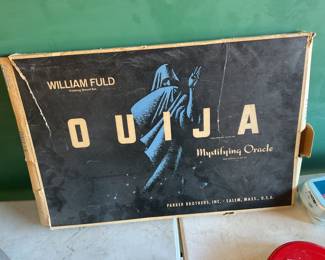 WILLIAM FULD
OUIJA
Mystifying Oracle
PARKER BROTHERS, INC. · SALEM, MASS., U.S.A.